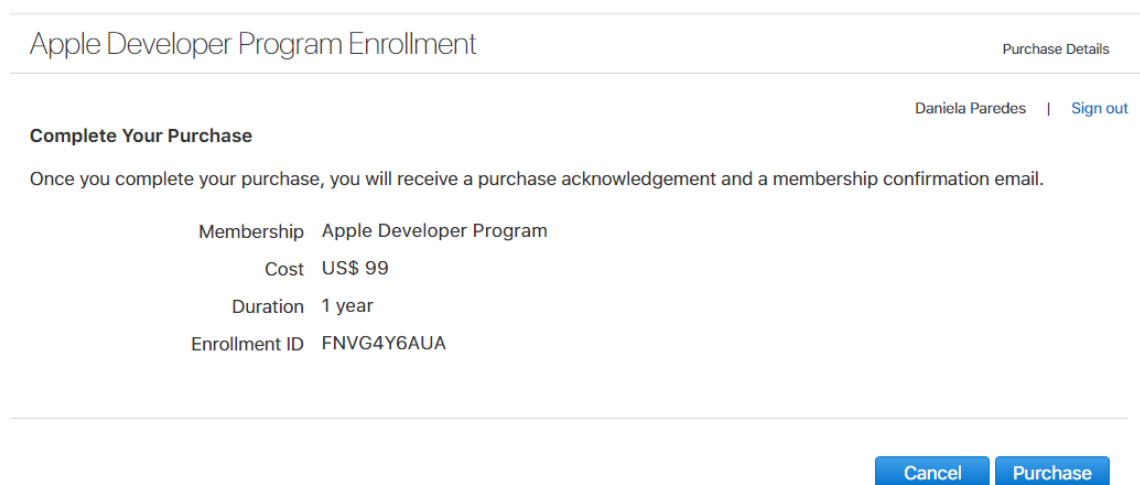 Apple Developer Program Enrollment
Purchase Details
Daniela Paredes | Sign out
Complete Your Purchase
Once you complete your purchase, you will receive a purchase acknowledgement and a membership confirmation email.
Membership Apple Developer Program
Cost US$ 99
Duration 1 year
Enrollment ID FNVG4Y6AUA
Cancel Purchase